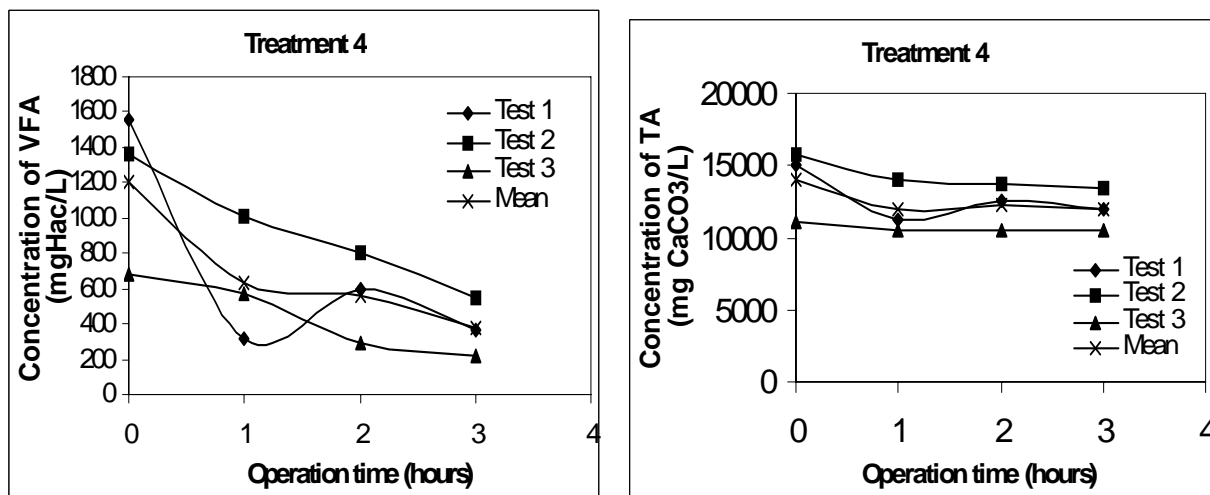 Treatment 4
Concentration of VFA
(mgHac/L)
1800
1600
1400
1200
1000
800
600
400
200
0
Test 1
Test 2
Test 3
Mean
0 1 2 3 4
Operation time (hours)
Treatment 4
Concentration of TA
(mg CaCO3/L)
20000
15000
10000
5000
0
Test 1
Test 2
Test 3
Mean
0 1 2 3 4
Operation time (hours)